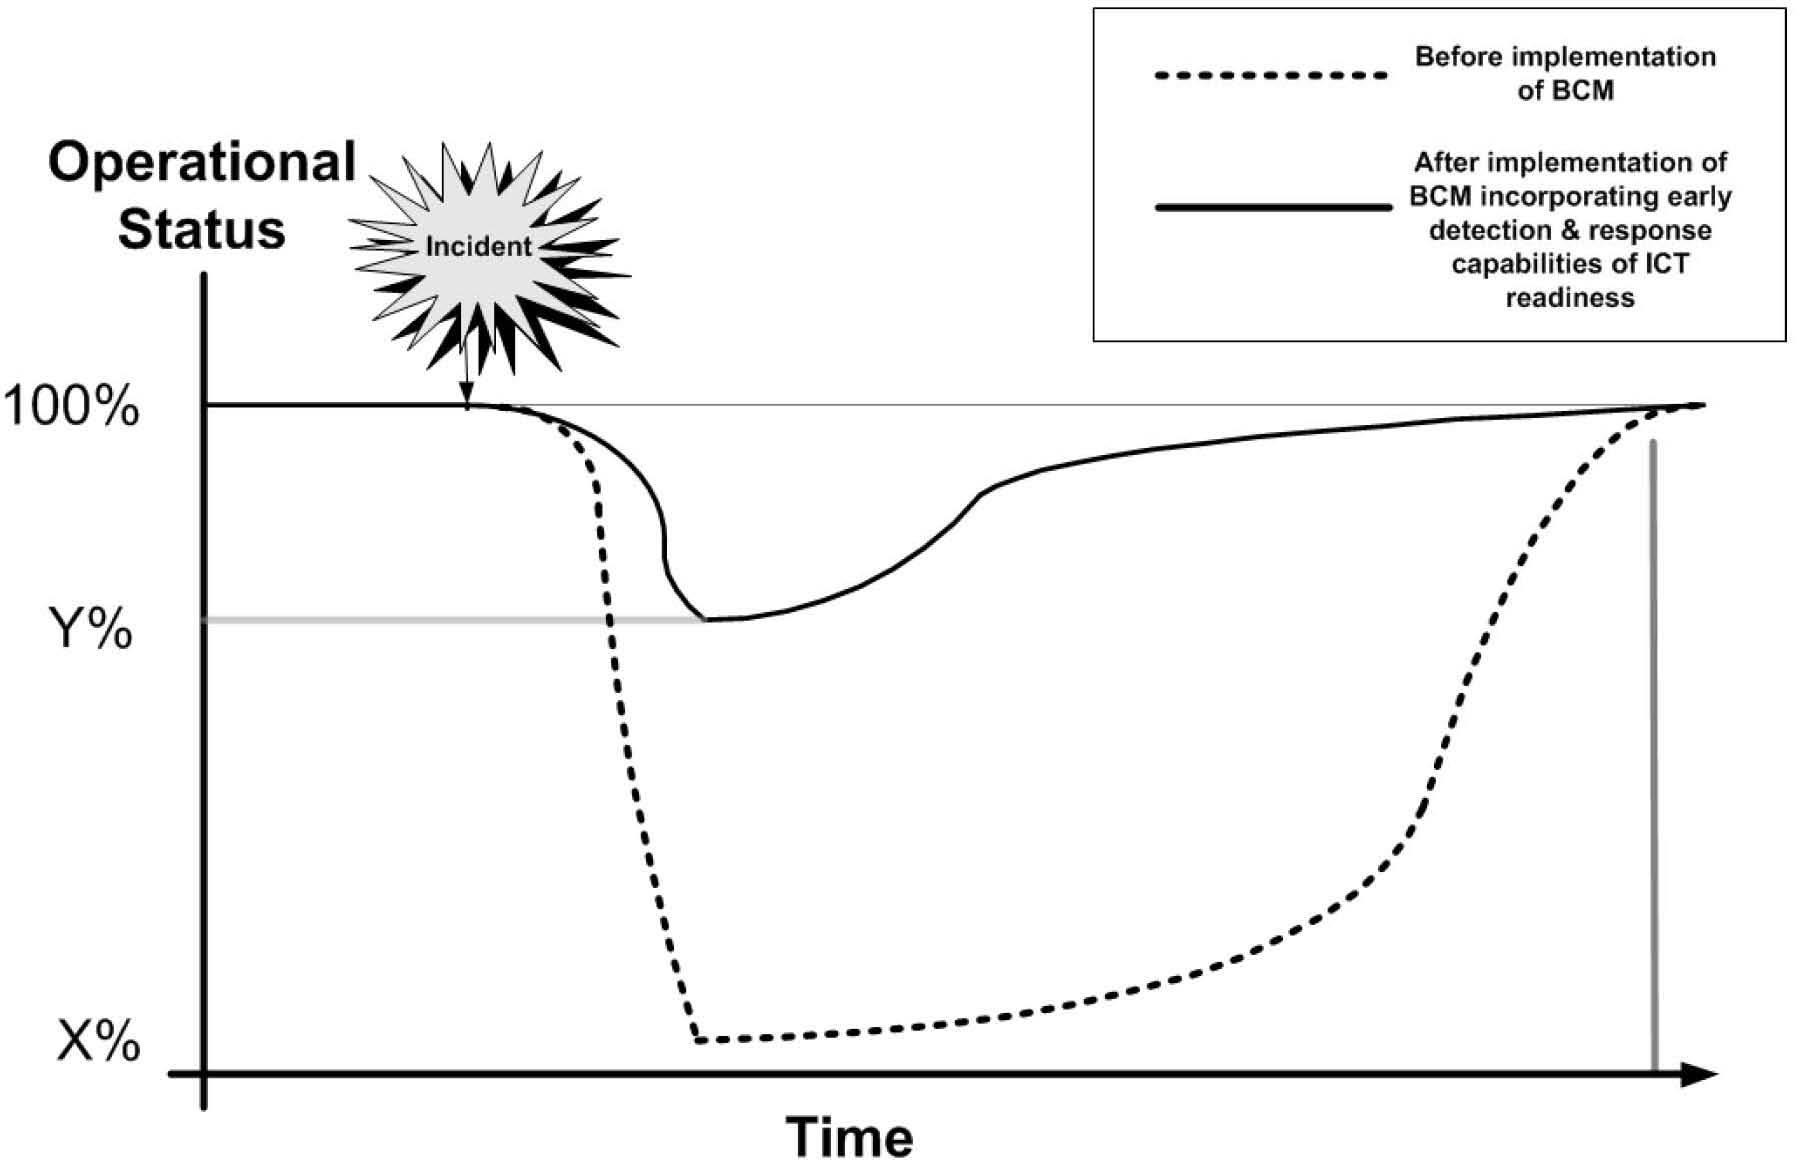 Before implementation
of BCM
After implementation of
BCM incorporating early
detection & response
capabilities of ICT
readiness
Operational
Status
Incident
100%
Y%
X%
Time